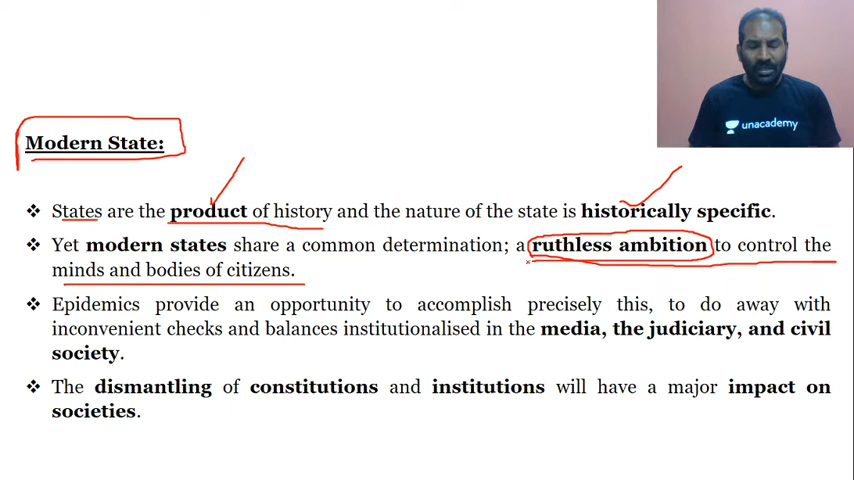 unacademy
Modern State:
❖ States are the product of history and the nature of the state is historically specific.
❖ Yet modern states share a common determination; a ruthless ambition to control the
minds and bodies of citizens.
❖ Epidemics provide an opportunity to accomplish precisely this, to do away with
inconvenient checks and balances institutionalised in the media, the judiciary, and civil
society.
❖ The dismantling of constitutions and institutions will have a major impact on
societies.